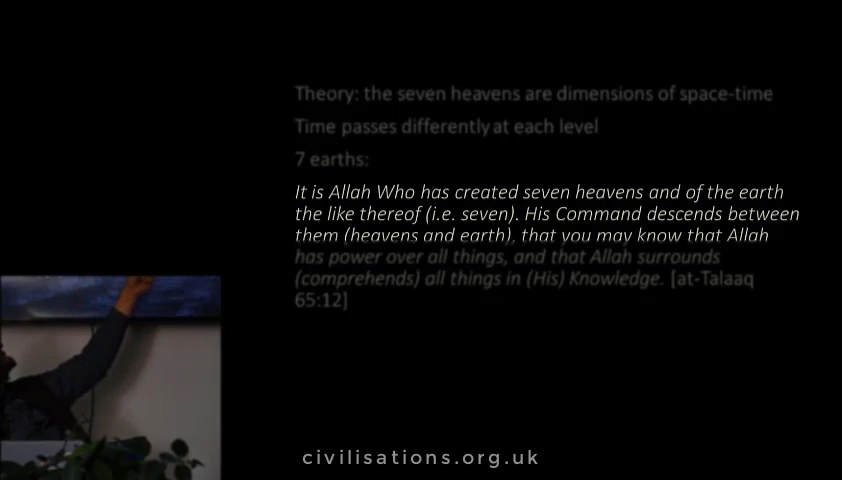 Theory: the seven heavens are dimensions of space-time
Time passes differently at each level
7 earths:
It is Allah Who has created seven heavens and of the earth
the like thereof (i.e. seven). His Command descends between
them (heavens and earth), that you may know that Allah
has power over all things, and that Allah surrounds
(comprehends) all things in (His) Knowledge. [at-Talaaq
65:12]
civilisations.org.uk